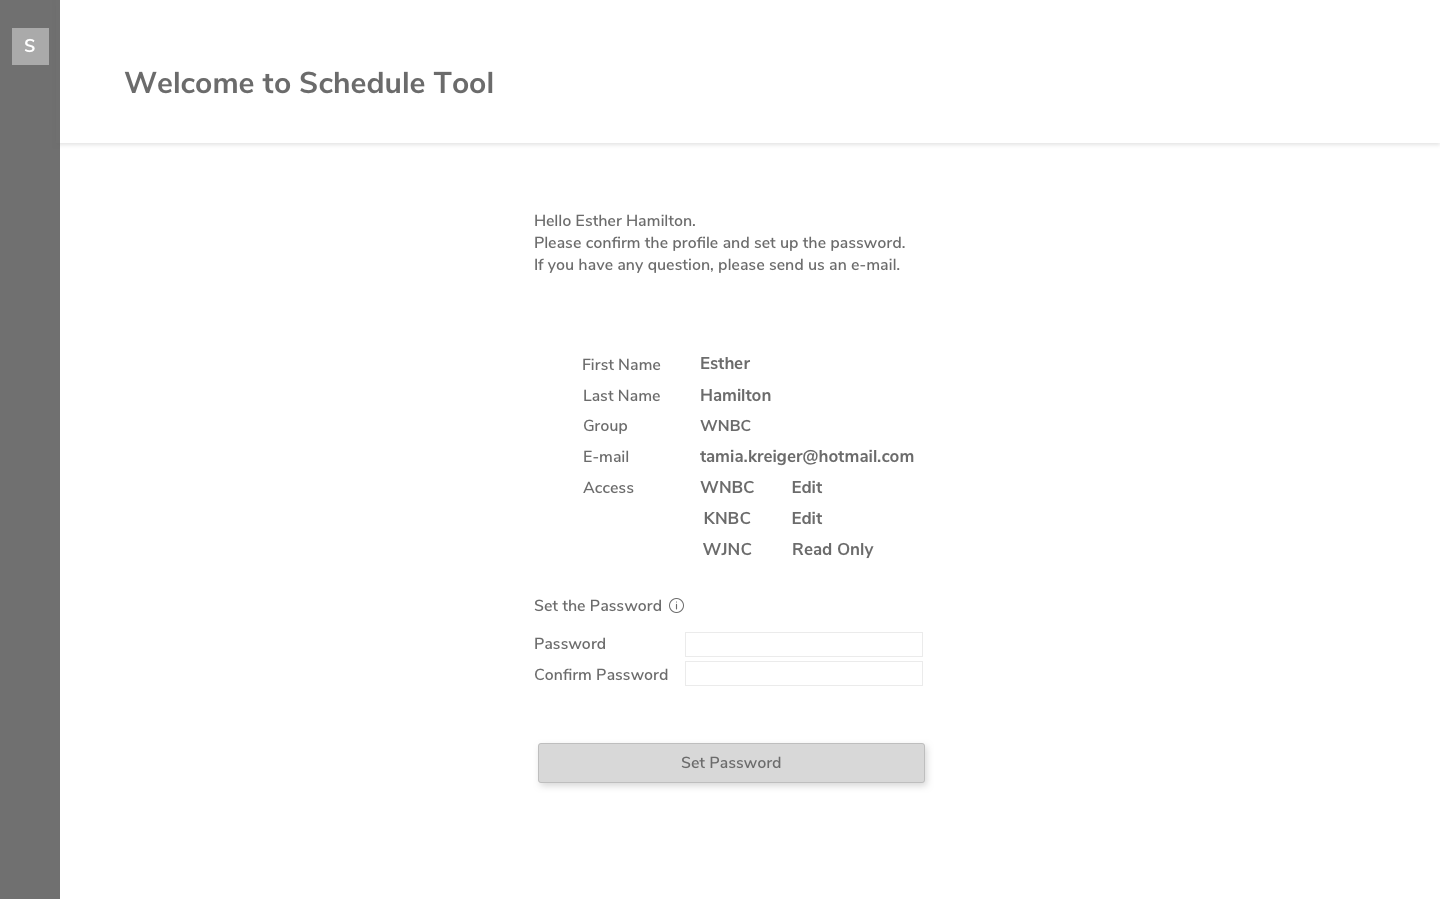 S
Welcome to Schedule Tool
Hello Esther Hamilton.
Please confirm the profile and set up the password.
If you have any question, please send us an e-mail.
First Name Esther
Last Name Hamilton
Group WNBC
E-mail tamia.kreiger@hotmail.com
Access WNBC Edit
KNBC Edit
WJNC Read Only
Set the Password
Password
Confirm Password
Set Password